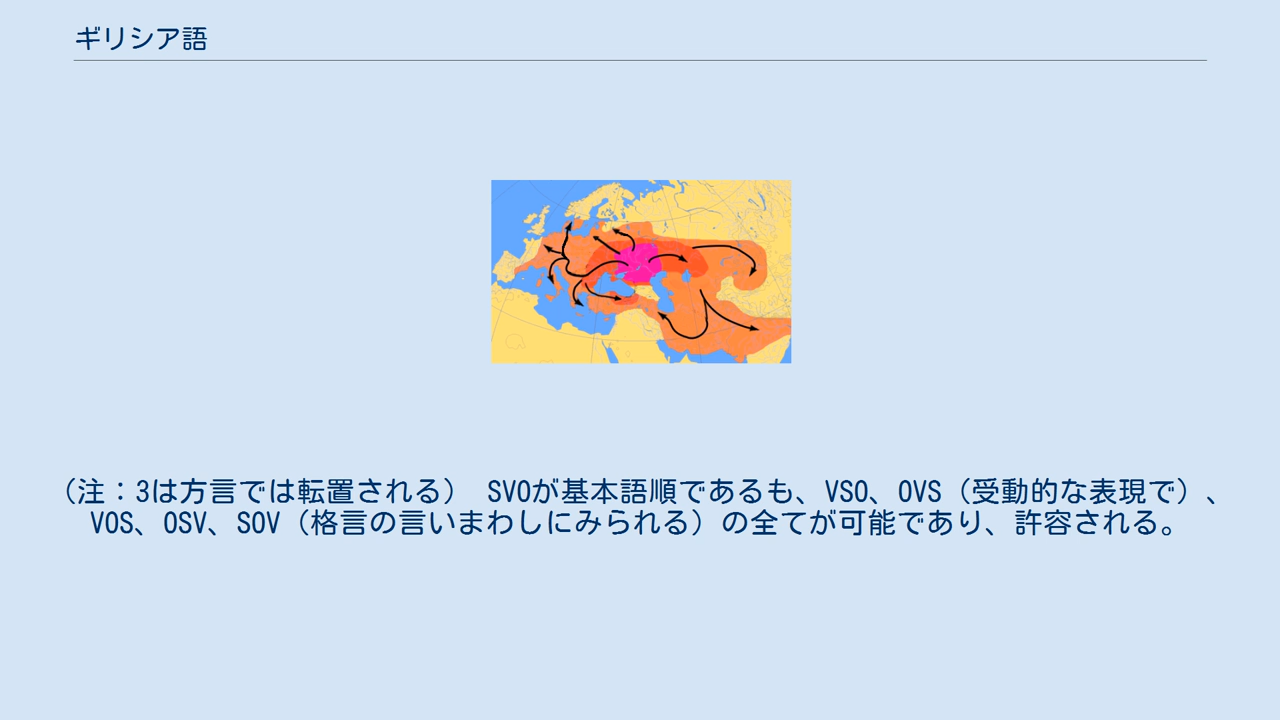 ギリシア語
（注：3は方言では転置される） SVOが基本語順であるも、VSO、OVS（受動的な表現で）、
VOS、OSV、SOV（格言の言いまわしにみられる）の全てが可能であり、許容される。